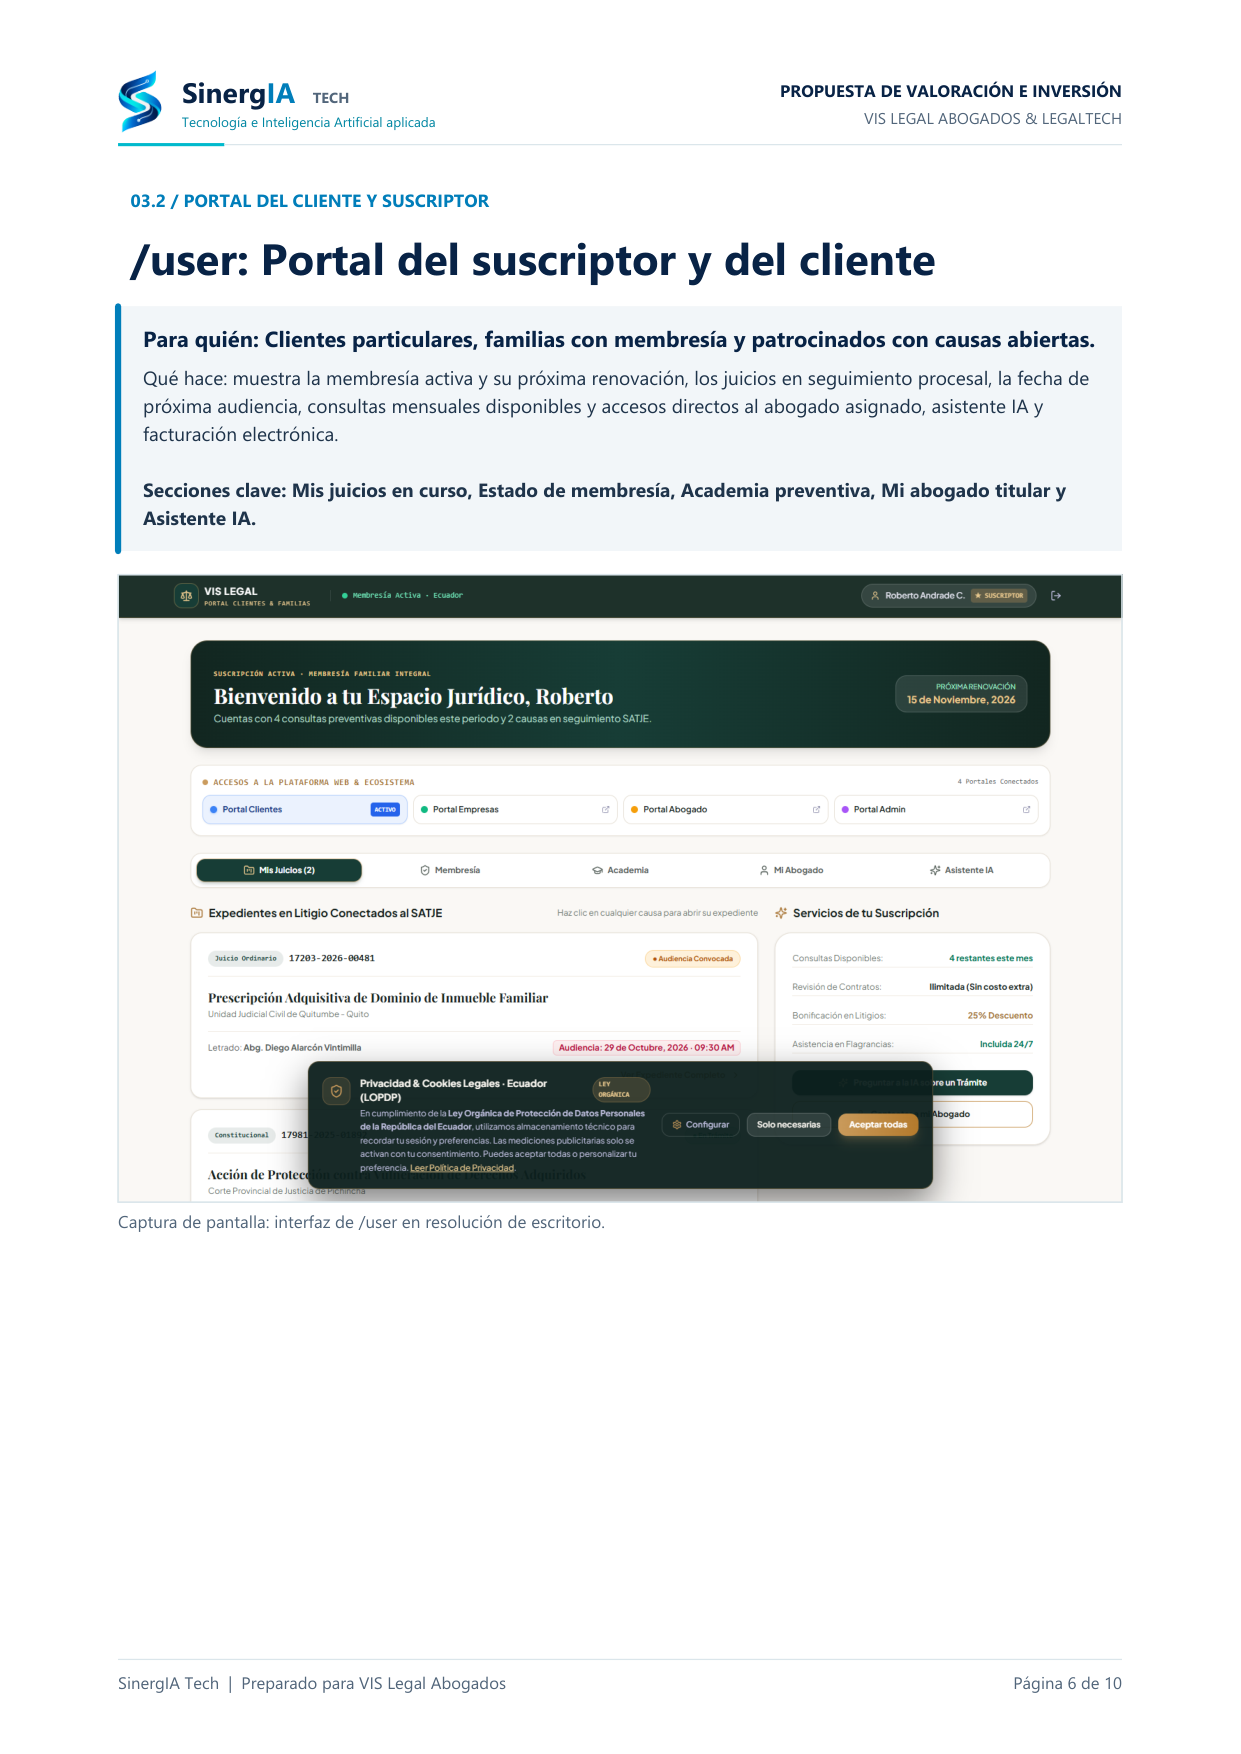 SinergIA TECH
Tecnología e Inteligencia Artificial aplicada
PROPUESTA DE VALORACIÓN E INVERSIÓN
VIS LEGAL ABOGADOS & LEGALTECH
03.2 / PORTAL DEL CLIENTE Y SUSCRIPTOR
/user: Portal del suscriptor y del cliente
Para quién: Clientes particulares, familias con membresía y patrocinados con causas abiertas.
Qué hace: muestra la membresía activa y su próxima renovación, los juicios en seguimiento procesal, la fecha de
próxima audiencia, consultas mensuales disponibles y accesos directos al abogado asignado, asistente IA y
facturación electrónica.
Secciones clave: Mis juicios en curso, Estado de membresía, Academia preventiva, Mi abogado titular y
Asistente IA.
VIS LEGAL
PORTAL CLIENTES & FAMILIAS
Membresía Activa · Ecuador
Roberto Andrade C. ★ SUSCRIPTOR
SUSCRIPCIÓN ACTIVA · MEMBRESÍA FAMILIAR INTEGRAL
Bienvenido a tu Espacio Jurídico, Roberto
Cuentas con 4 consultas preventivas disponibles este periodo y 2 causas en seguimiento SATJE.
PRÓXIMA RENOVACIÓN
15 de Noviembre, 2026
ACCESOS A LA PLATAFORMA WEB & ECOSISTEMA
4 Portales Conectados
Portal Clientes ACTIVO
Portal Empresas
Portal Abogado
Portal Admin
Mis Juicios (2)
Membresía
Academia
Mi Abogado
Asistente IA
Expedientes en Litigio Conectados al SATJE
Haz clic en cualquier causa para abrir su expediente
Juicio Ordinario 17203-2026-00481
• Audiencia Convocada
Prescripción Adquisitiva de Dominio de Inmueble Familiar
Unidad Judicial Civil de Quitumbe - Quito
Letrado: Abg. Diego Alarcón Vintimilla
Audiencia: 29 de Octubre, 2026 · 09:30 AM
Servicios de tu Suscripción
Consultas Disponibles: 4 restantes este mes
Revisión de Contratos: Ilimitada (Sin costo extra)
Bonificación en Litigios: 25% Descuento
Asistencia en Flagrancias: Incluida 24/7
un Trámite
Abogado
Constitucional 17981
Acción de Protección contra Vulneración de Derechos Adquiridos
Corte Provincial de Justicia de Pichincha
Privacidad & Cookies Legales · Ecuador
(LOPDP)
LEY
ORGÁNICA
En cumplimiento de la Ley Orgánica de Protección de Datos Personales
de la República del Ecuador, utilizamos almacenamiento técnico para
recordar tu sesión y preferencias. Las mediciones publicitarias solo se
activan con tu consentimiento. Puedes aceptar todas o personalizar tu
preferencia. Leer Política de Privacidad.
Configurar
Solo necesarias
Aceptar todas
Captura de pantalla: interfaz de /user en resolución de escritorio.
SinergIA Tech | Preparado para VIS Legal Abogados
Página 6 de 10